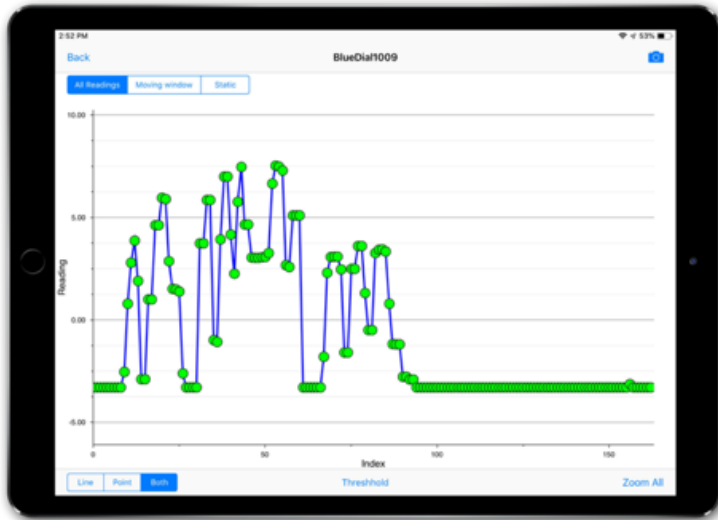 2:52 PM 53%
Back BlueDial1009
All Readings Moving window Static
10.00
5.00
Reading
0.00
-5.00
0 50 100 150
Index
Line Point Both Threshhold Zoom All